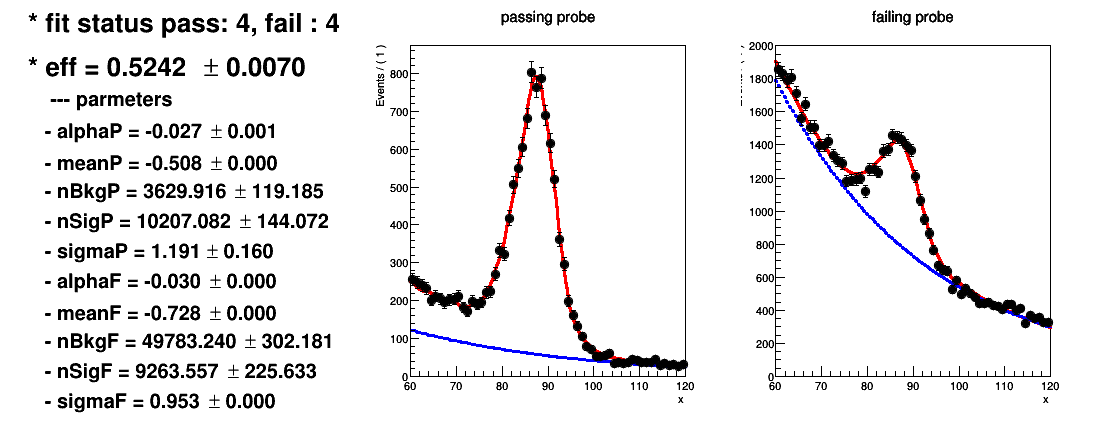 * fit status pass: 4, fail : 4
* eff = 0.5242 ± 0.0070
--- parmeters
- alphaP = -0.027 ± 0.001
- meanP = -0.508 ± 0.000
- nBkgP = 3629.916 ± 119.185
- nSigP = 10207.082 ± 144.072
- sigmaP = 1.191 ± 0.160
- alphaF = -0.030 ± 0.000
- meanF = -0.728 ± 0.000
- nBkgF = 49783.240 ± 302.181
- nSigF = 9263.557 ± 225.633
- sigmaF = 0.953 ± 0.000
passing probe
Events / ( 1 )
800
700
600
500
400
300
200
100
0
60 70 80 90 100 110 120
x
failing probe
2000
1800
1600
1400
1200
1000
800
600
400
200
0
60 70 80 90 100 110 120
x